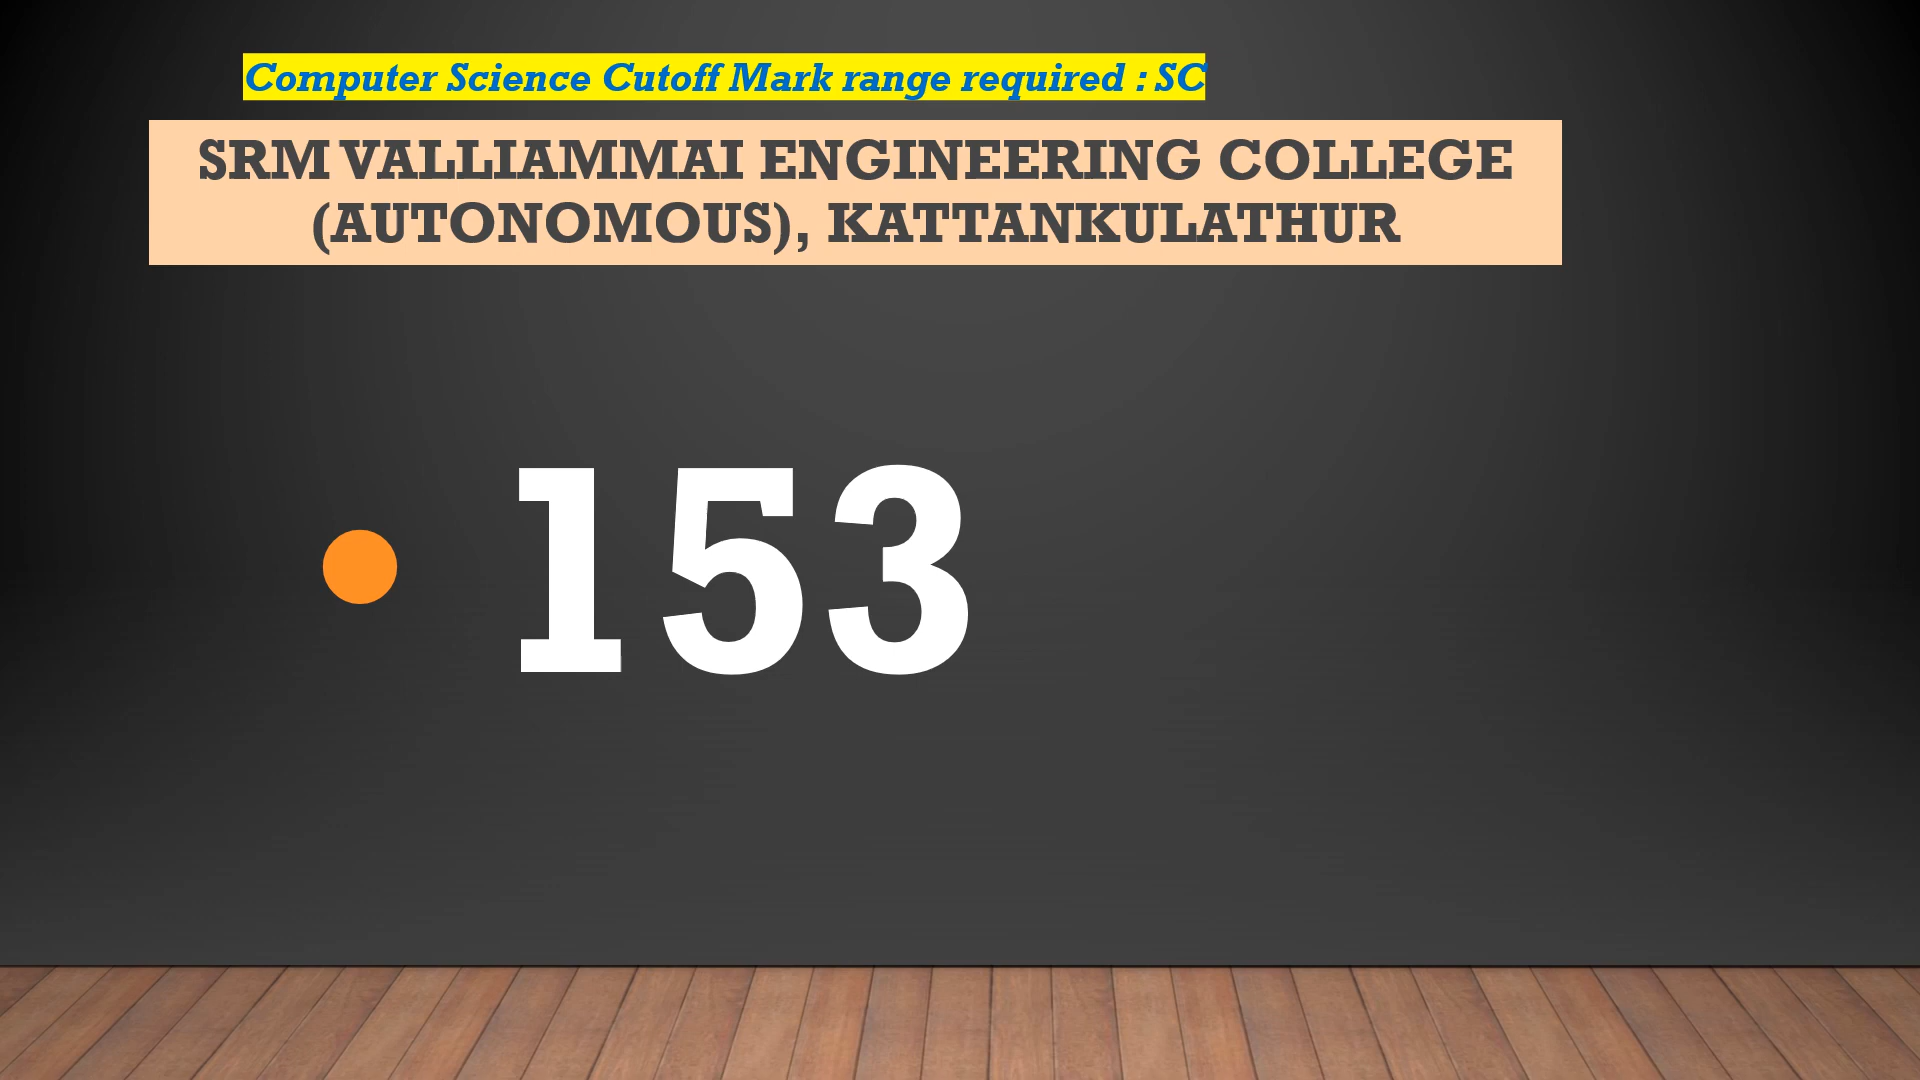 Computer Science Cutoff Mark range required : SC
SRM VALLIAMMAI ENGINEERING COLLEGE
(AUTONOMOUS), KATTANKULATHUR
• 153